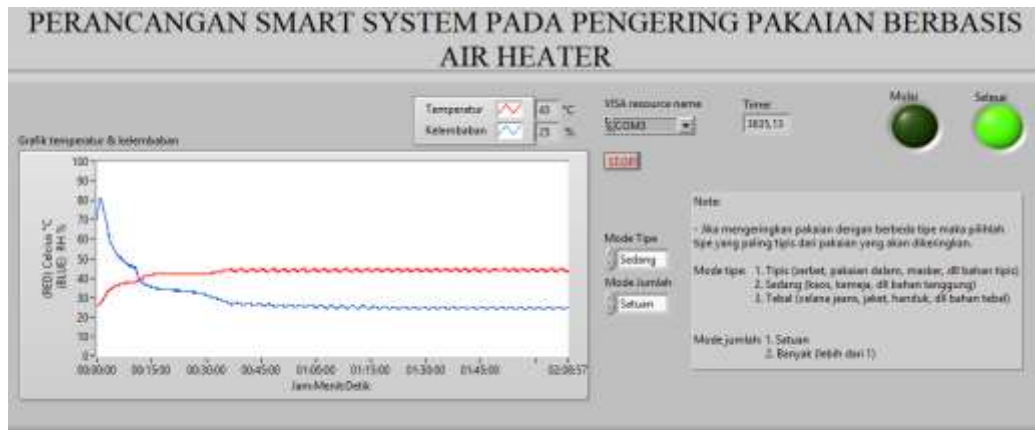 PERANCANGAN SMART SYSTEM PADA PENGERING PAKAIAN BERBASIS
AIR HEATER
Temperatur °C
Kelembaban %
VISA resource name
COM3
Timer
Mulai
Selesai
STOP
Grafik temperatur & kelembaban
100
90
80
70
60
50
40
30
20
10
0
(RED) Celcius °C
(BLUE) RH %
00:00:00 00:15:00 00:30:00 00:45:00 01:00:00 01:15:00 01:30:00 01:45:00 02:08:57
Jam:Menit:Detik
Mode Tipe
Sedang
Mode Jumlah
Satuan
Note:
- Jika mengeringkan pakaian dengan berbeda tipe maka pilihlah
tipe yang paling tipis dari pakaian yang akan dikeringkan.
Mode tipe: 1. Tipis (serbet, pakaian dalam, masker, dll bahan tipis)
2. Sedang (kaos, kemeja, dll bahan tanggung)
3. Tebal (celana jeans, jaket, handuk, dll bahan tebal)
Mode jumlah: 1. Satuan
2. Banyak (lebih dari 1)